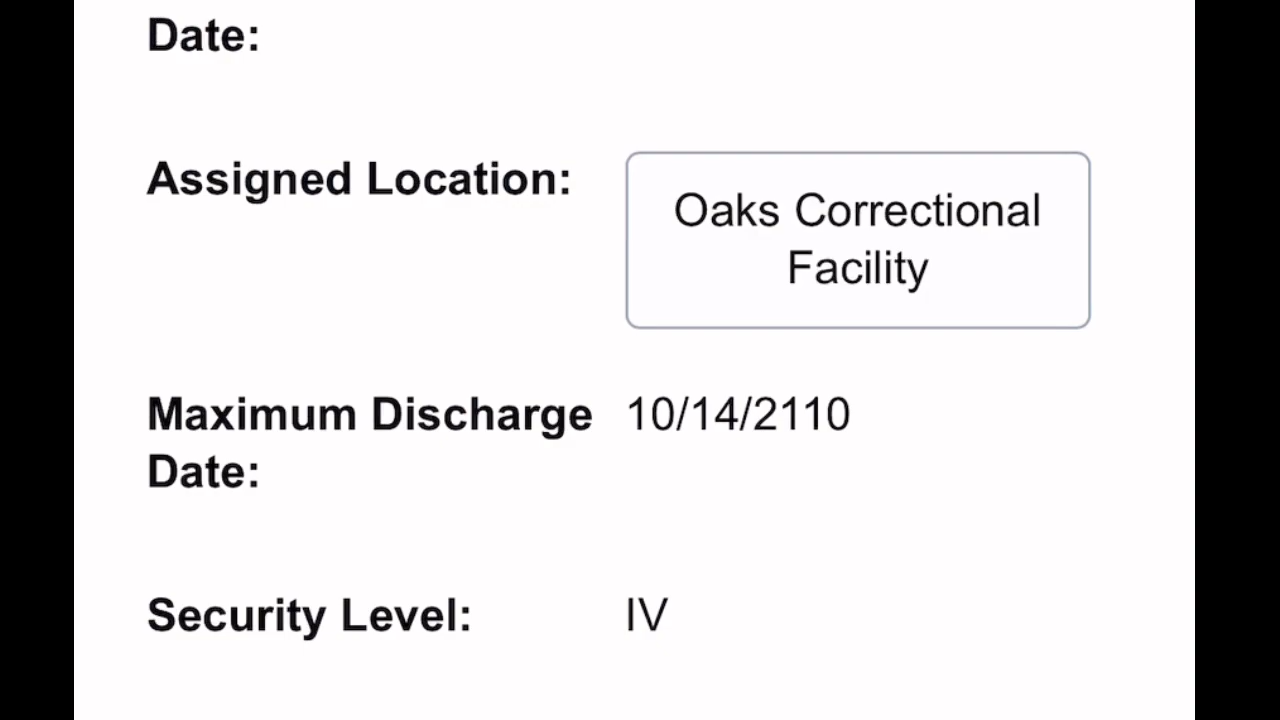 Date:
Assigned Location:
Oaks Correctional
Facility
Maximum Discharge
Date:
10/14/2110
Security Level:
IV